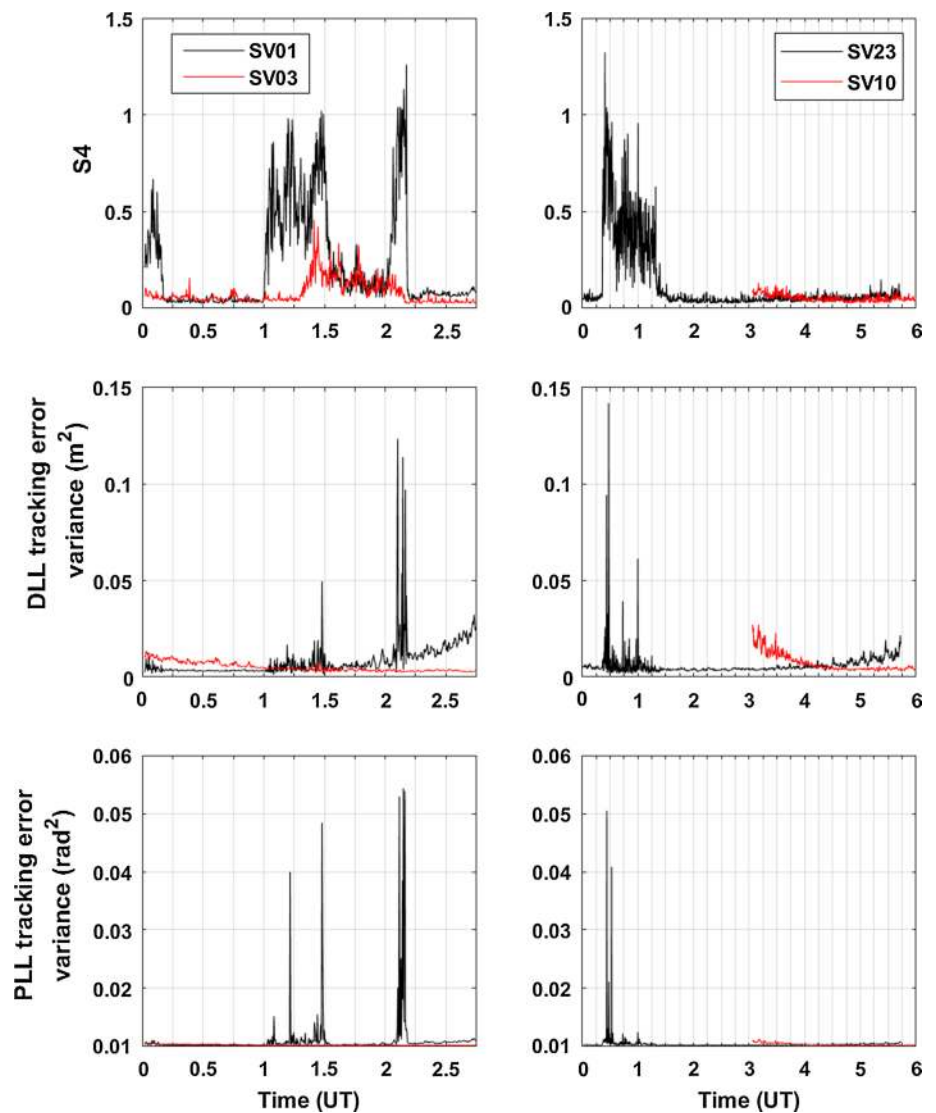 SV01
SV03
SV23
SV10
S4
1.5
1
0.5
0
0 0.5 1 1.5 2 2.5
1.5
1
0.5
0
0 1 2 3 4 5 6
DLL tracking error
variance (m²)
0.15
0.1
0.05
0
0 0.5 1 1.5 2 2.5
0.15
0.1
0.05
0
0 1 2 3 4 5 6
PLL tracking error
variance (rad²)
0.06
0.05
0.04
0.03
0.02
0.01
0 0.5 1 1.5 2 2.5
Time (UT)
0.06
0.05
0.04
0.03
0.02
0.01
0 1 2 3 4 5 6
Time (UT)